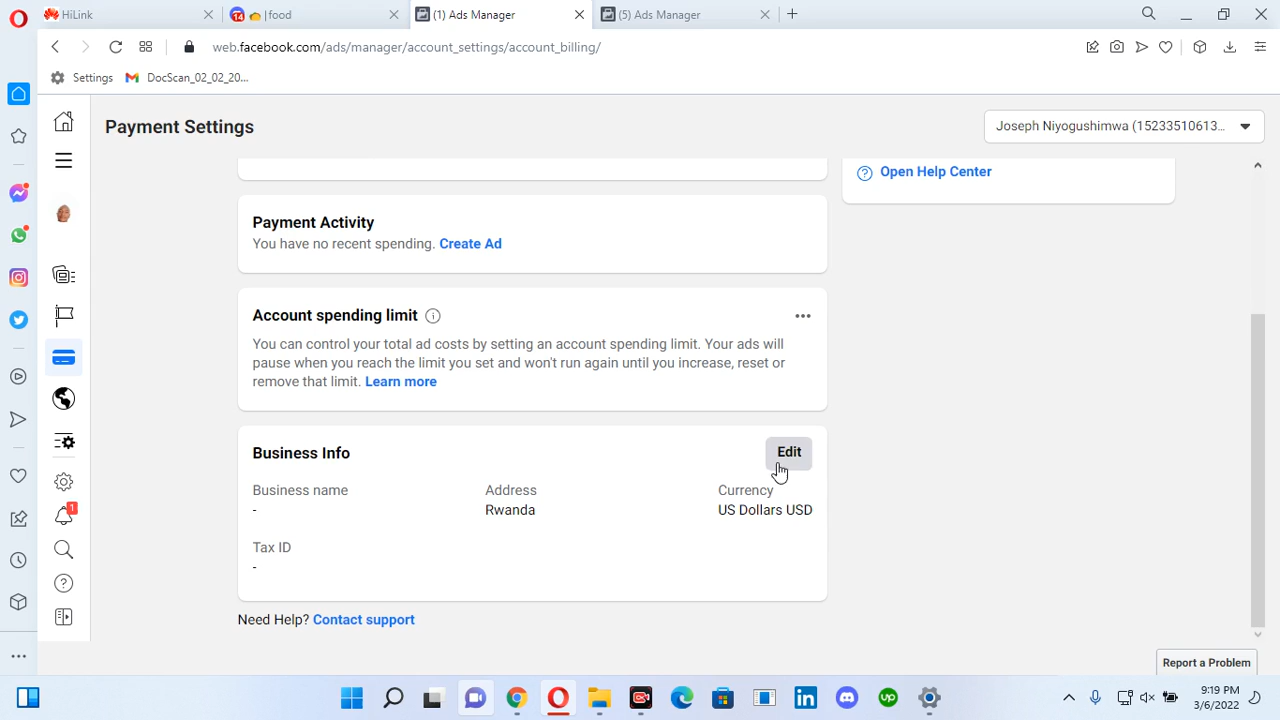 HiLink
14
|food
(1) Ads Manager
(5) Ads Manager
web.facebook.com/ads/manager/account_settings/account_billing/
Settings
DocScan_02_02_20...
Payment Settings
Joseph Niyogushimwa (15233510613...
Open Help Center
Payment Activity
You have no recent spending. Create Ad
Account spending limit
You can control your total ad costs by setting an account spending limit. Your ads will
pause when you reach the limit you set and won't run again until you increase, reset or
remove that limit. Learn more
Business Info
Edit
Business name
Address
Currency
-
Rwanda
US Dollars USD
1
Tax ID
-
Need Help? Contact support
Report a Problem
9:19 PM
3/6/2022